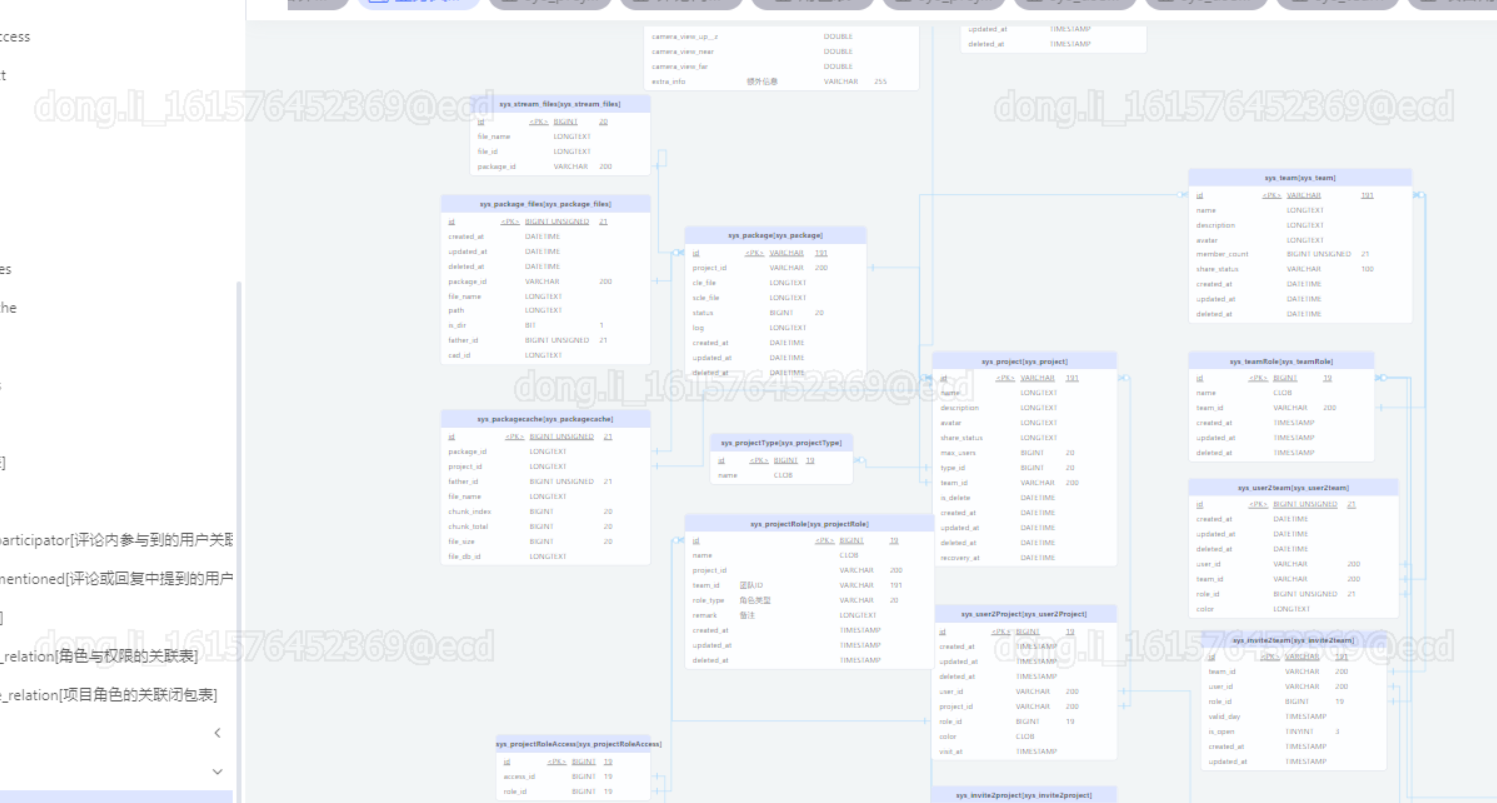 ccess
ct
es
che
s
表]
participator[评论内参与到的用户关联
mentioned[评论或回复中提到的用户
]
_relation[角色与权限的关联表]
e_relation[项目角色的关联闭包表]
dong.li_1615764523​69@ecd
dong.li_161576452369@ecd
dong.li_161576452369@ecd
dong.li_161576452369@ecd
dong.li_161576452369@ecd
camera_view_up__z DOUBLE
camera_view_near DOUBLE
camera_view_far DOUBLE
extra_info 额外信息 VARCHAR 255
updated_at TIMESTAMP
deleted_at TIMESTAMP
sys_stream_files[sys_stream_files]
id <PK> BIGINT 20
file_name LONGTEXT
file_id LONGTEXT
package_id VARCHAR 200
sys_package_files[sys_package_files]
id <PK> BIGINT UNSIGNED 21
created_at DATETIME
updated_at DATETIME
deleted_at DATETIME
package_id VARCHAR 200
file_name LONGTEXT
path LONGTEXT
is_dir BIT 1
father_id BIGINT UNSIGNED 21
cad_id LONGTEXT
sys_packagecache[sys_packagecache]
id <PK> BIGINT UNSIGNED 21
package_id LONGTEXT
project_id LONGTEXT
father_id BIGINT UNSIGNED 21
file_name LONGTEXT
chunk_index BIGINT 20
chunk_total BIGINT 20
file_size BIGINT 20
file_db_id LONGTEXT
sys_package[sys_package]
id <PK> VARCHAR 191
project_id VARCHAR 200
cle_file LONGTEXT
scle_file LONGTEXT
status BIGINT 20
log LONGTEXT
created_at DATETIME
updated_at DATETIME
deleted_at DATETIME
sys_projectType[sys_projectType]
id <PK> BIGINT 19
name CLOB
sys_projectRole[sys_projectRole]
id <PK> BIGINT 19
name CLOB
project_id VARCHAR 200
team_id 团队ID VARCHAR 191
role_type 角色类型 VARCHAR 20
remark 备注 LONGTEXT
created_at TIMESTAMP
updated_at TIMESTAMP
deleted_at TIMESTAMP
sys_projectRoleAccess[sys_projectRoleAccess]
id <PK> BIGINT 19
access_id BIGINT 19
role_id BIGINT 19
sys_project[sys_project]
id <PK> VARCHAR 191
name LONGTEXT
description LONGTEXT
avatar LONGTEXT
share_status LONGTEXT
max_users BIGINT 20
type_id BIGINT 20
team_id VARCHAR 200
is_delete DATETIME
created_at DATETIME
updated_at DATETIME
deleted_at DATETIME
recovery_at DATETIME
sys_user2Project[sys_user2Project]
id <PK> BIGINT 19
created_at TIMESTAMP
updated_at TIMESTAMP
deleted_at TIMESTAMP
user_id VARCHAR 200
project_id VARCHAR 200
role_id BIGINT 19
color CLOB
visit_at TIMESTAMP
sys_invite2project[sys_invite2project]
sys_team[sys_team]
id <PK> VARCHAR 191
name LONGTEXT
description LONGTEXT
avatar LONGTEXT
member_count BIGINT UNSIGNED 21
share_status VARCHAR 100
created_at DATETIME
updated_at DATETIME
deleted_at DATETIME
sys_teamRole[sys_teamRole]
id <PK> BIGINT 19
name CLOB
team_id VARCHAR 200
created_at TIMESTAMP
updated_at TIMESTAMP
deleted_at TIMESTAMP
sys_user2team[sys_user2team]
id <PK> BIGINT UNSIGNED 21
created_at DATETIME
updated_at DATETIME
deleted_at DATETIME
user_id VARCHAR 200
team_id VARCHAR 200
role_id BIGINT UNSIGNED 21
color LONGTEXT
sys_invite2team[sys_invite2team]
id <PK> VARCHAR 191
team_id VARCHAR 200
user_id VARCHAR 200
role_id BIGINT 19
valid_day TIMESTAMP
is_open TINYINT 3
created_at TIMESTAMP
updated_at TIMESTAMP